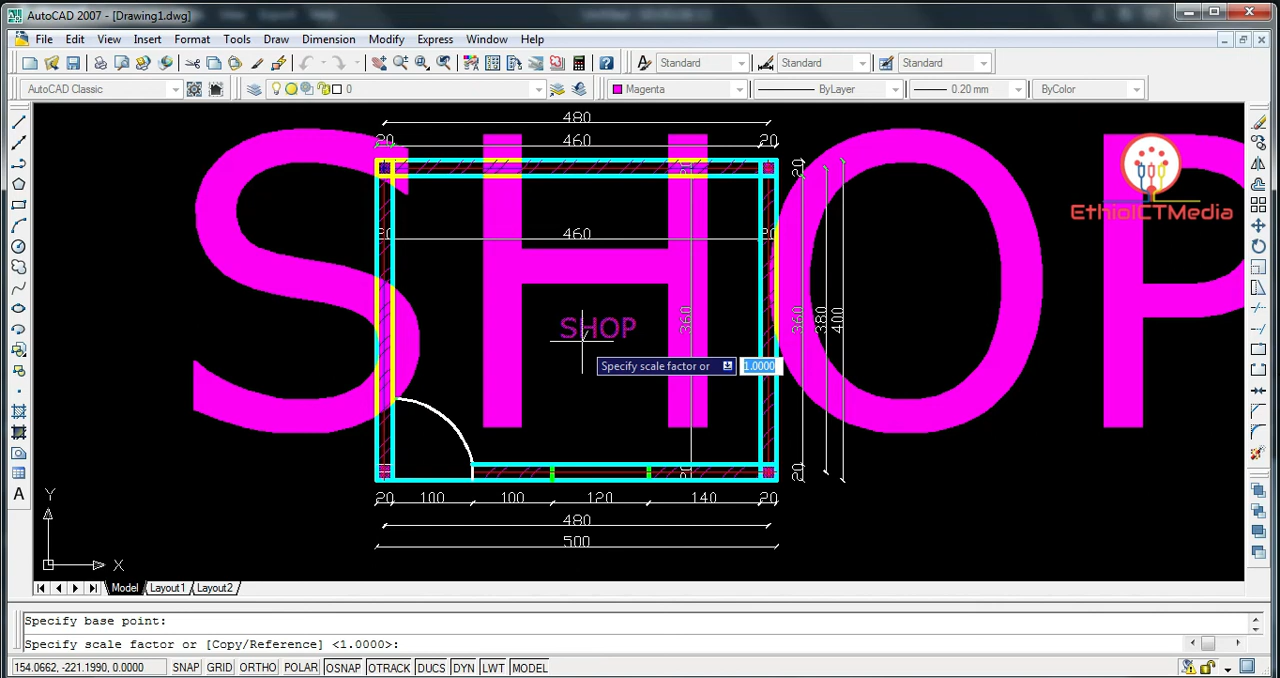 AutoCAD 2007 - [Drawing1.dwg]
File Edit View Insert Format Tools Draw Dimension Modify Express Window Help
Standard Standard Standard
AutoCAD Classic 0 Magenta ByLayer 0.20 mm ByColor
480
20 460 20
SHOP
EthioICTMedia
20
20
20 460 20
SHOP
360
360
380
400
Specify scale factor or 1.0000
20
20
20 100 100 120 140 20
480
500
Y
X
A
Model Layout1 Layout2
Specify base point:
Specify scale factor or [Copy/Reference] <1.0000>:
154.0662, -221.1990, 0.0000 SNAP GRID ORTHO POLAR OSNAP OTRACK DUCS DYN LWT MODEL